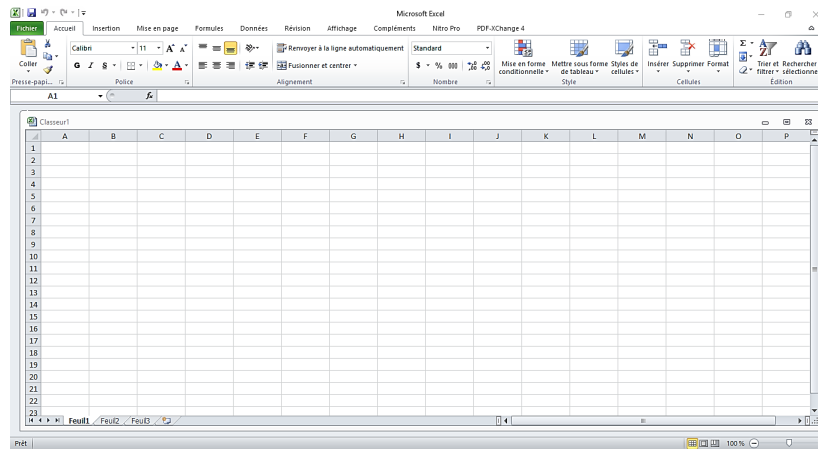 Microsoft Excel
Fichier Accueil Insertion Mise en page Formules Données Révision Affichage Compléments Nitro Pro PDF-XChange 4
Calibri 11 A A Renvoyer à la ligne automatiquement Standard Σ
Coller G I S A Fusionner et centrer $ % 000 Mise en forme conditionnelle Mettre sous forme de tableau Styles de cellules Insérer Supprimer Format Trier et filtrer Rechercher sélectionne
Presse-papi... Police Alignement Nombre Style Cellules Édition
A1 fx
Classeur1
A B C D E F G H I J K L M N O P
1
2
3
4
5
6
7
8
9
10
11
12
13
14
15
16
17
18
19
20
21
22
23
Feuil1 Feuil2 Feuil3
Prêt 100 %